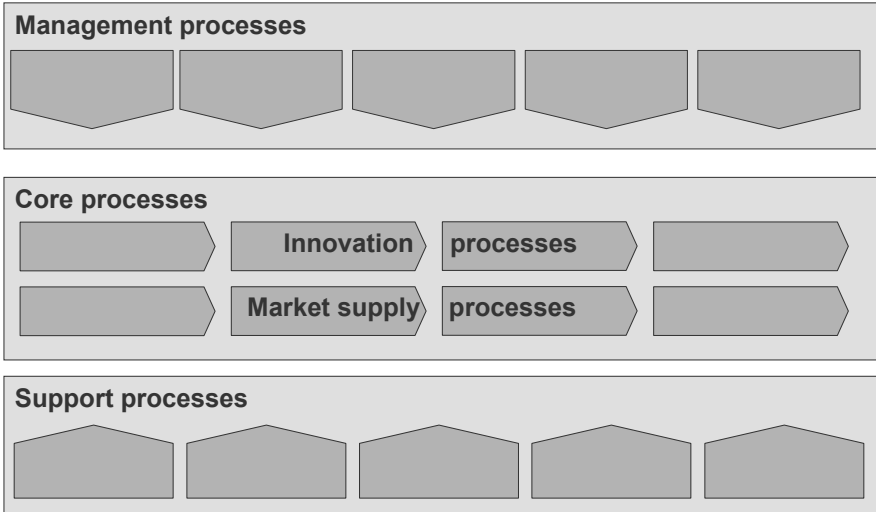 Management processes
Core processes
Innovation processes
Market supply processes
Support processes